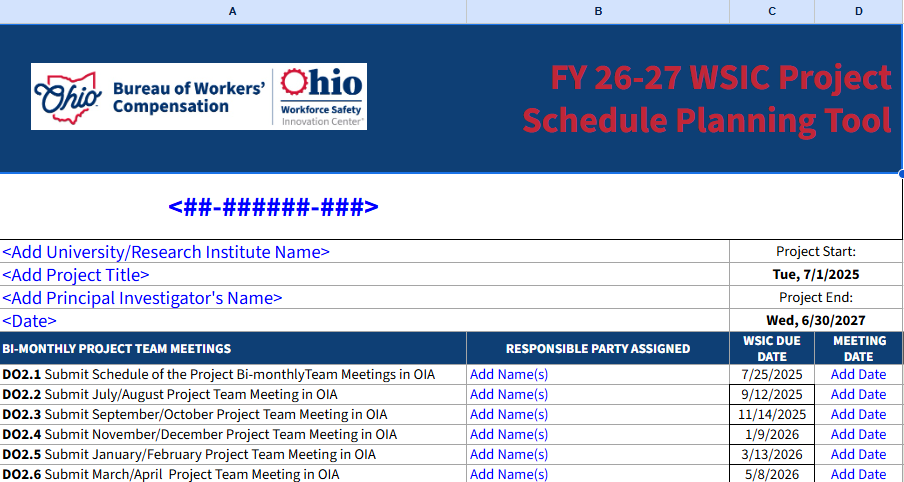 A B C D
Ohio Bureau of Workers' Compensation
Ohio Workforce Safety Innovation Center
FY 26-27 WSIC Project
Schedule Planning Tool
<##-######-###>
<Add University/Research Institute Name> Project Start:
<Add Project Title> Tue, 7/1/2025
<Add Principal Investigator's Name> Project End:
<Date> Wed, 6/30/2027
BI-MONTHLY PROJECT TEAM MEETINGS RESPONSIBLE PARTY ASSIGNED WSIC DUE DATE MEETING DATE
DO2.1 Submit Schedule of the Project Bi-monthlyTeam Meetings in OIA Add Name(s) 7/25/2025 Add Date
DO2.2 Submit July/August Project Team Meeting in OIA Add Name(s) 9/12/2025 Add Date
DO2.3 Submit September/October Project Team Meeting in OIA Add Name(s) 11/14/2025 Add Date
DO2.4 Submit November/December Project Team Meeting in OIA Add Name(s) 1/9/2026 Add Date
DO2.5 Submit January/February Project Team Meeting in OIA Add Name(s) 3/13/2026 Add Date
DO2.6 Submit March/April  Project Team Meeting in OIA Add Name(s) 5/8/2026 Add Date